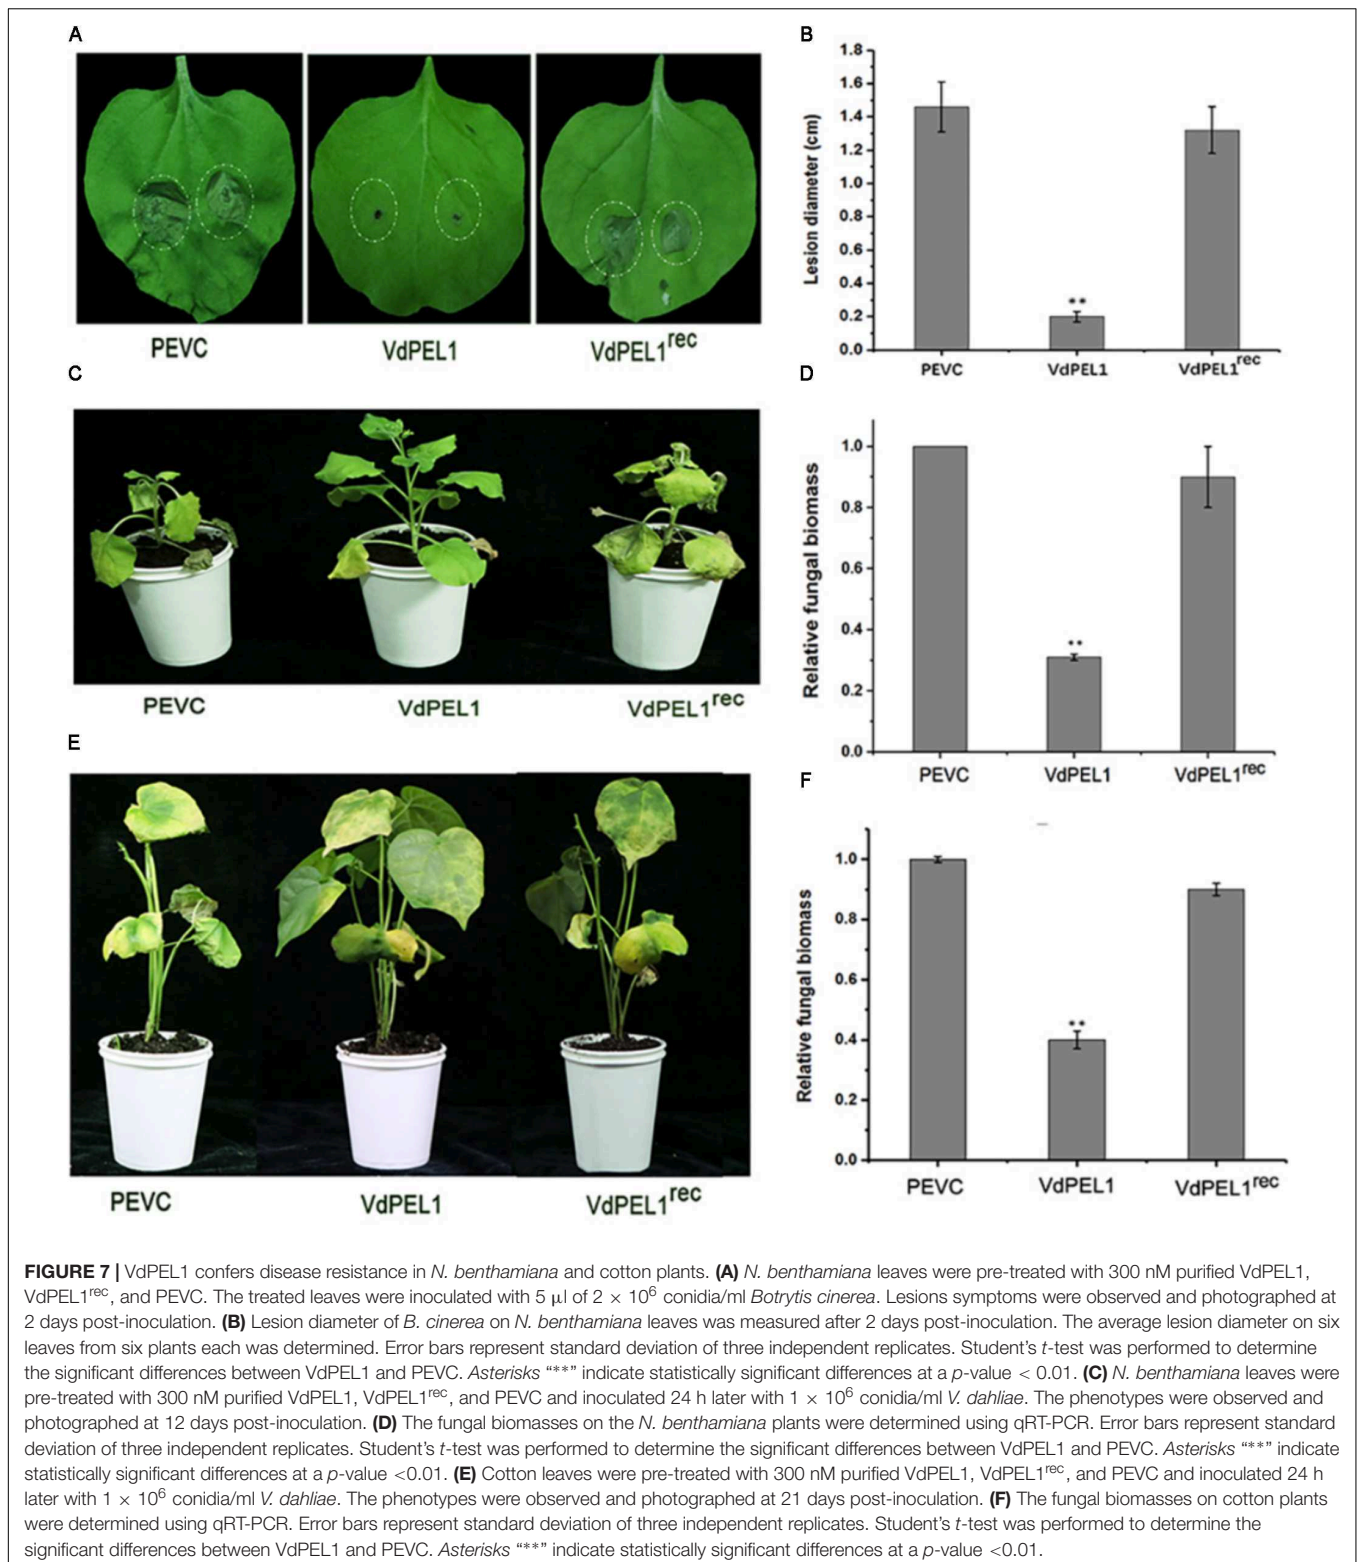 A
PEVC
VdPEL1
VdPEL1rec
B
Lesion diameter (cm)
1.8
1.6
1.4
1.2
1.0
0.8
0.6
0.4
0.2
0.0
**
PEVC
VdPEL1
VdPEL1rec
C
PEVC
VdPEL1
VdPEL1rec
D
Relative fungal biomass
1.0
0.8
0.6
0.4
0.2
0.0
**
PEVC
VdPEL1
VdPEL1rec
E
PEVC
VdPEL1
VdPEL1rec
F
Relative fungal biomass
1.0
0.8
0.6
0.4
0.2
0.0
**
PEVC
VdPEL1
VdPEL1rec
FIGURE 7 | VdPEL1 confers disease resistance in N. benthamiana and cotton plants. (A) N. benthamiana leaves were pre-treated with 300 nM purified VdPEL1,
VdPEL1rec, and PEVC. The treated leaves were inoculated with 5 μl of 2 × 10⁶ conidia/ml Botrytis cinerea. Lesions symptoms were observed and photographed at
2 days post-inoculation. (B) Lesion diameter of B. cinerea on N. benthamiana leaves was measured after 2 days post-inoculation. The average lesion diameter on six
leaves from six plants each was determined. Error bars represent standard deviation of three independent replicates. Student’s t-test was performed to determine
the significant differences between VdPEL1 and PEVC. Asterisks “**” indicate statistically significant differences at a p-value < 0.01. (C) N. benthamiana leaves were
pre-treated with 300 nM purified VdPEL1, VdPEL1rec, and PEVC and inoculated 24 h later with 1 × 10⁶ conidia/ml V. dahliae. The phenotypes were observed and
photographed at 12 days post-inoculation. (D) The fungal biomasses on the N. benthamiana plants were determined using qRT-PCR. Error bars represent standard
deviation of three independent replicates. Student’s t-test was performed to determine the significant differences between VdPEL1 and PEVC. Asterisks “**” indicate
statistically significant differences at a p-value <0.01. (E) Cotton leaves were pre-treated with 300 nM purified VdPEL1, VdPEL1rec, and PEVC and inoculated 24 h
later with 1 × 10⁶ conidia/ml V. dahliae. The phenotypes were observed and photographed at 21 days post-inoculation. (F) The fungal biomasses on cotton plants
were determined using qRT-PCR. Error bars represent standard deviation of three independent replicates. Student’s t-test was performed to determine the
significant differences between VdPEL1 and PEVC. Asterisks “**” indicate statistically significant differences at a p-value <0.01.